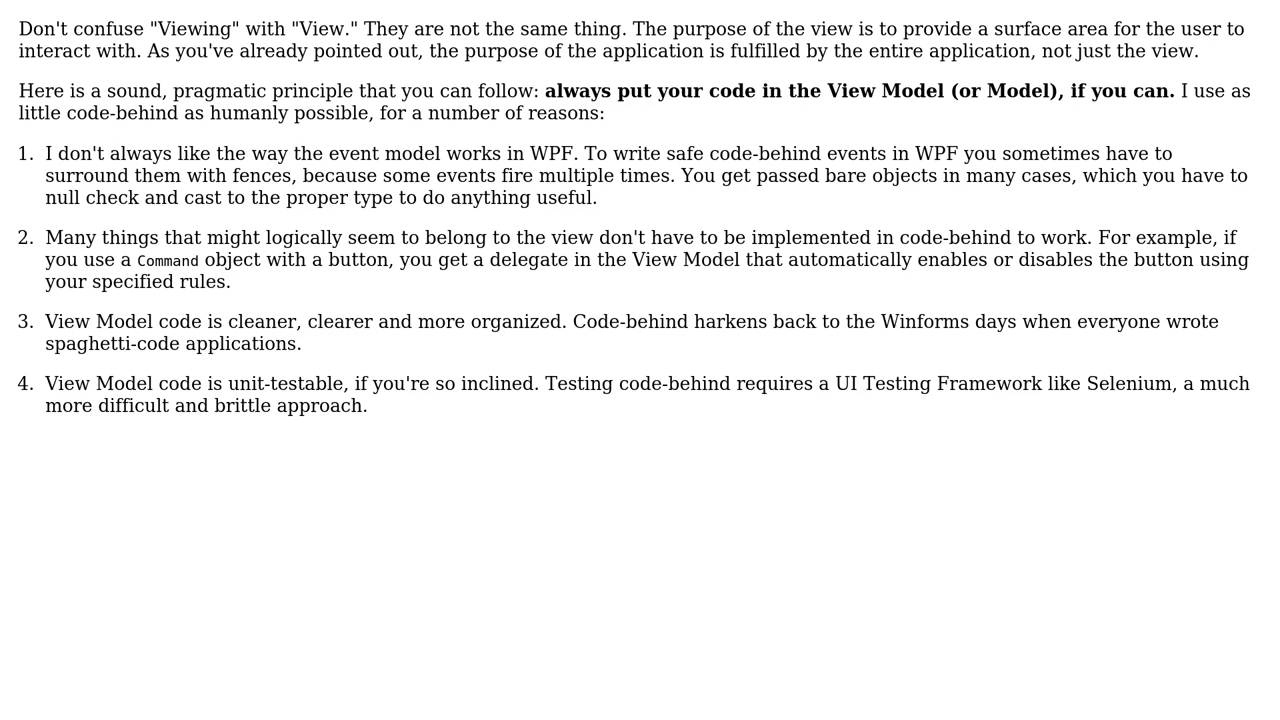 Don't confuse "Viewing" with "View." They are not the same thing. The purpose of the view is to provide a surface area for the user to
interact with. As you've already pointed out, the purpose of the application is fulfilled by the entire application, not just the view.
Here is a sound, pragmatic principle that you can follow: always put your code in the View Model (or Model), if you can. I use as
little code-behind as humanly possible, for a number of reasons:
1. I don't always like the way the event model works in WPF. To write safe code-behind events in WPF you sometimes have to
surround them with fences, because some events fire multiple times. You get passed bare objects in many cases, which you have to
null check and cast to the proper type to do anything useful.
2. Many things that might logically seem to belong to the view don't have to be implemented in code-behind to work. For example, if
you use a Command object with a button, you get a delegate in the View Model that automatically enables or disables the button using
your specified rules.
3. View Model code is cleaner, clearer and more organized. Code-behind harkens back to the Winforms days when everyone wrote
spaghetti-code applications.
4. View Model code is unit-testable, if you're so inclined. Testing code-behind requires a UI Testing Framework like Selenium, a much
more difficult and brittle approach.